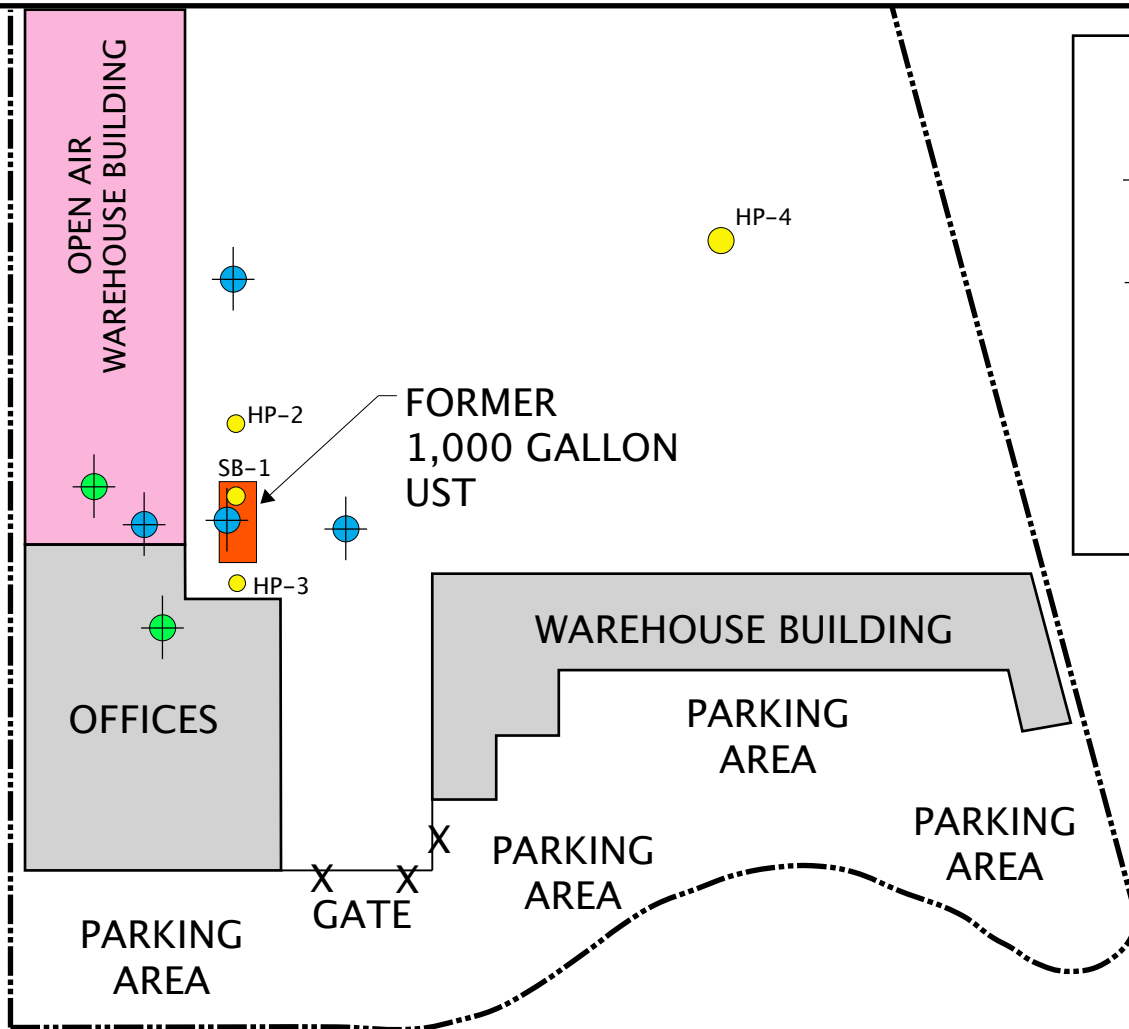 OPEN AIR
WAREHOUSE BUILDING
HP-4
HP-2
FORMER
1,000 GALLON
UST
SB-1
HP-3
WAREHOUSE BUILDING
OFFICES
PARKING
AREA
PARKING
AREA
PARKING
AREA
X
X
X
GATE
PARKING
AREA